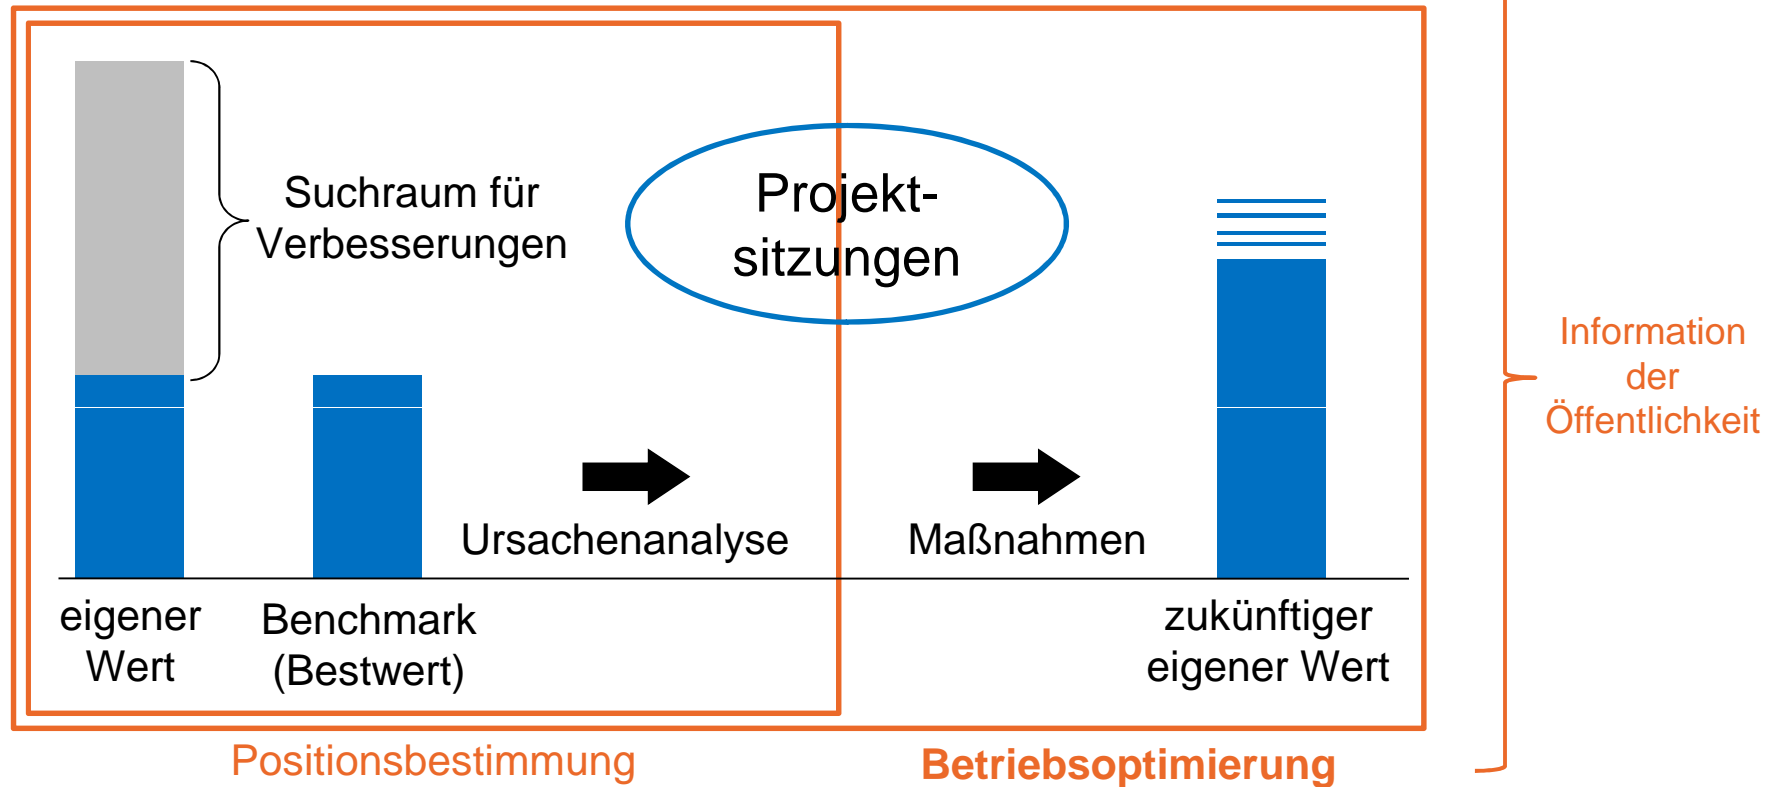 Suchraum für
Verbesserungen
Projekt-
sitzungen
Ursachenanalyse
Maßnahmen
eigener
Wert
Benchmark
(Bestwert)
zukünftiger
eigener Wert
Positionsbestimmung
Betriebsoptimierung
Information
der
Öffentlichkeit